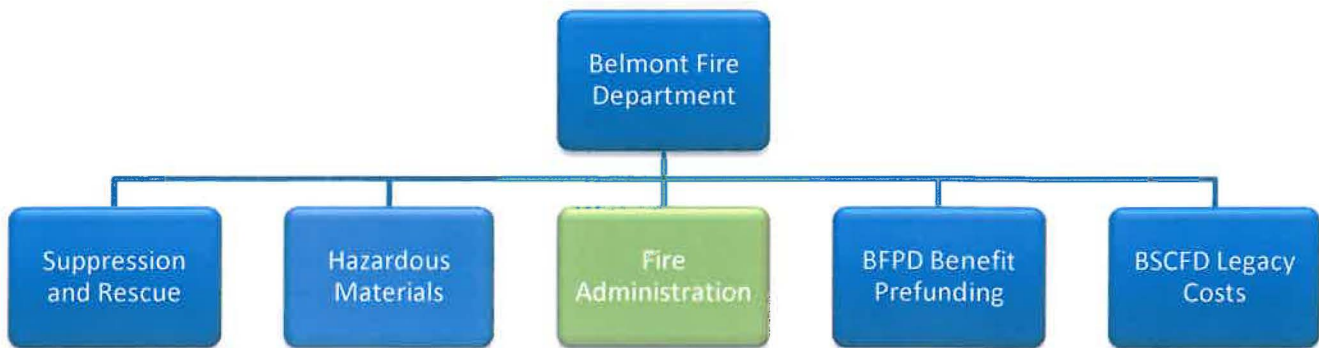 Belmont Fire
Department
Suppression
and Rescue
Hazardous
Materials
Fire
Administration
BFPD Benefit
Prefunding
BSCFD Legacy
Costs